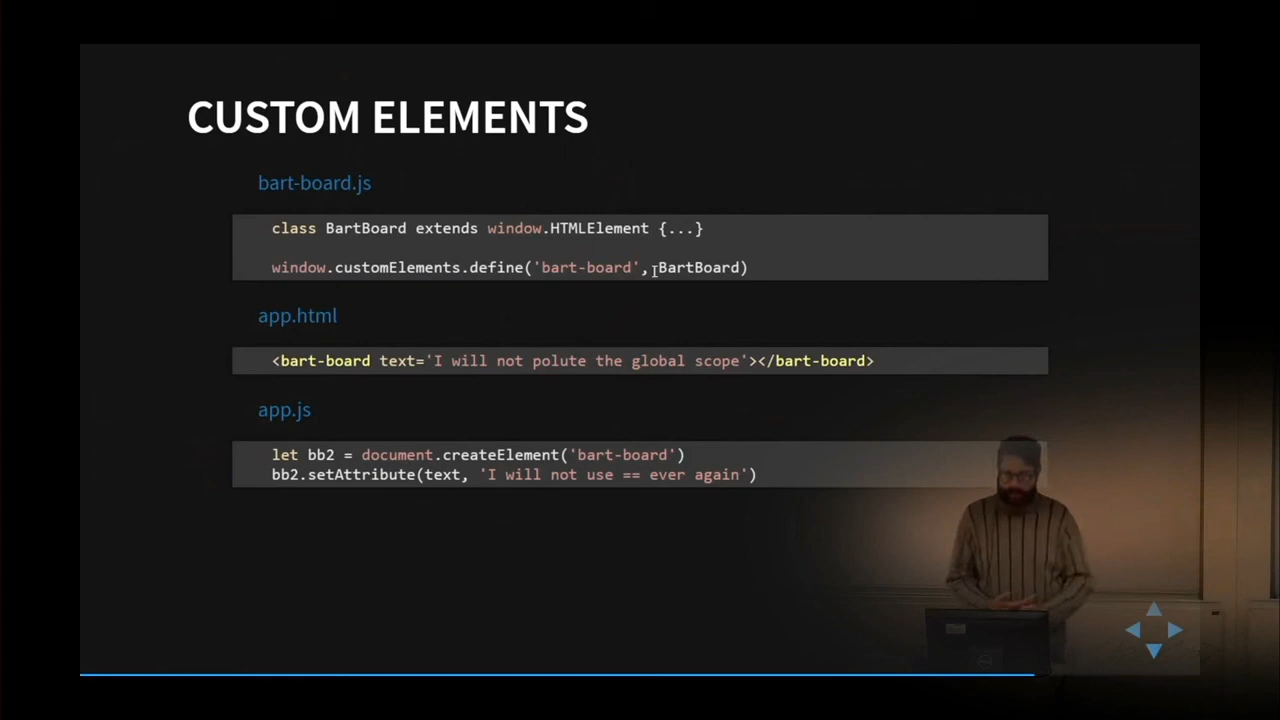 CUSTOM ELEMENTS
bart-board.js
class BartBoard extends window.HTMLElement {...}
window.customElements.define('bart-board', BartBoard)
app.html
<bart-board text='I will not polute the global scope'></bart-board>
app.js
let bb2 = document.createElement('bart-board')
bb2.setAttribute(text, 'I will not use == ever again')